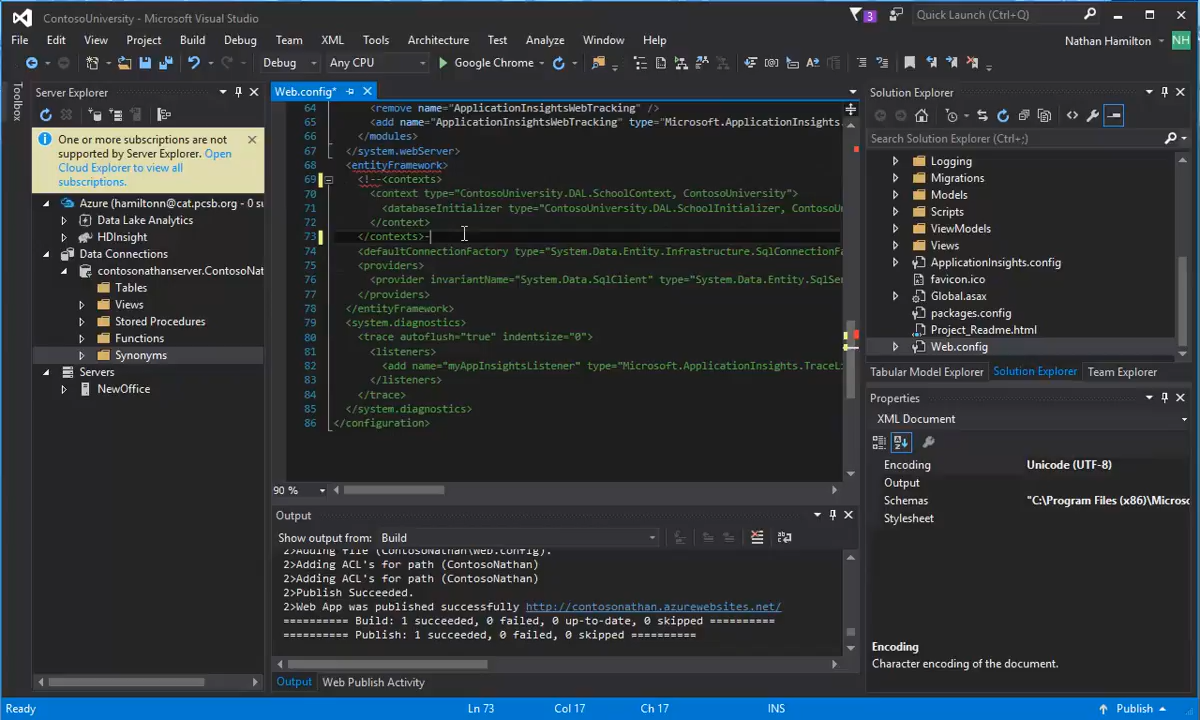 ContosoUniversity - Microsoft Visual Studio
3
Quick Launch (Ctrl+Q)
File Edit View Project Build Debug Team XML Tools Architecture Test Analyze Window Help
Nathan Hamilton NH
Debug Any CPU Google Chrome
Toolbox
Server Explorer
One or more subscriptions are not
supported by Server Explorer. Open
Cloud Explorer to view all
subscriptions.
Azure (hamiltonn@cat.pcsb.org - 0 su
Data Lake Analytics
HDInsight
Data Connections
contosonathanserver.ContosoNat
Tables
Views
Stored Procedures
Functions
Synonyms
Servers
NewOffice
Web.config*
64 <remove name="ApplicationInsightsWebTracking" />
65 <add name="ApplicationInsightsWebTracking" type="Microsoft.ApplicationInsights.
66 </modules>
67 </system.webServer>
68 <entityFramework>
69 <!--<contexts>
70 <context type="ContosoUniversity.DAL.SchoolContext, ContosoUniversity">
71 <databaseInitializer type="ContosoUniversity.DAL.SchoolInitializer, ContosoU
72 </context>
73 </contexts>-
74 <defaultConnectionFactory type="System.Data.Entity.Infrastructure.SqlConnectionFa
75 <providers>
76 <provider invariantName="System.Data.SqlClient" type="System.Data.Entity.SqlSe
77 </providers>
78 </entityFramework>
79 <system.diagnostics>
80 <trace autoflush="true" indentsize="0">
81 <listeners>
82 <add name="myAppInsightsListener" type="Microsoft.ApplicationInsights.TraceL
83 </listeners>
84 </trace>
85 </system.diagnostics>
86 </configuration>
90 %
Output
Show output from: Build
2>Adding file (ContosoNathan\Web.config).
2>Adding ACL's for path (ContosoNathan)
2>Adding ACL's for path (ContosoNathan)
2>Publish Succeeded.
2>Web App was published successfully http://contosonathan.azurewebsites.net/
========== Build: 1 succeeded, 0 failed, 0 up-to-date, 0 skipped ==========
========== Publish: 1 succeeded, 0 failed, 0 skipped ==========
Output Web Publish Activity
Solution Explorer
Search Solution Explorer (Ctrl+;)
Logging
Migrations
Models
Scripts
ViewModels
Views
ApplicationInsights.config
favicon.ico
Global.asax
packages.config
Project_Readme.html
Web.config
Tabular Model Explorer Solution Explorer Team Explorer
Properties
XML Document
Encoding Unicode (UTF-8)
Output
Schemas "C:\Program Files (x86)\Microso
Stylesheet
Encoding
Character encoding of the document.
Ready Ln 73 Col 17 Ch 17 INS Publish